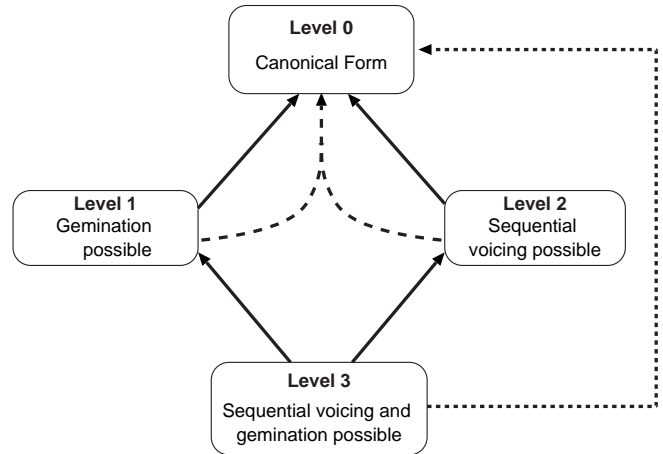 Level 0
Canonical Form
Level 1
Gemination
possible
Level 2
Sequential
voicing possible
Level 3
Sequential voicing and
gemination possible